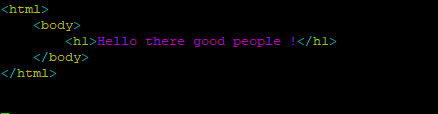 <html>
<body>
<h1>Hello there good people !</h1>
</body>
</html>